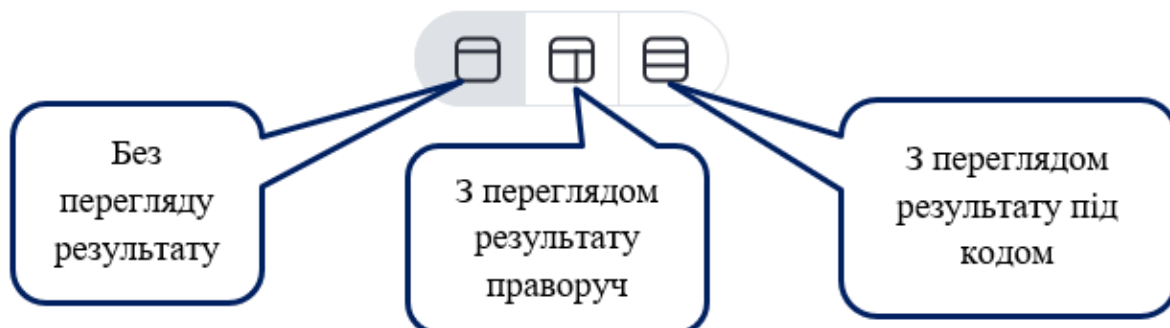 Без
перегляду
результату
З переглядом
результату
праворуч
З переглядом
результату під
кодом